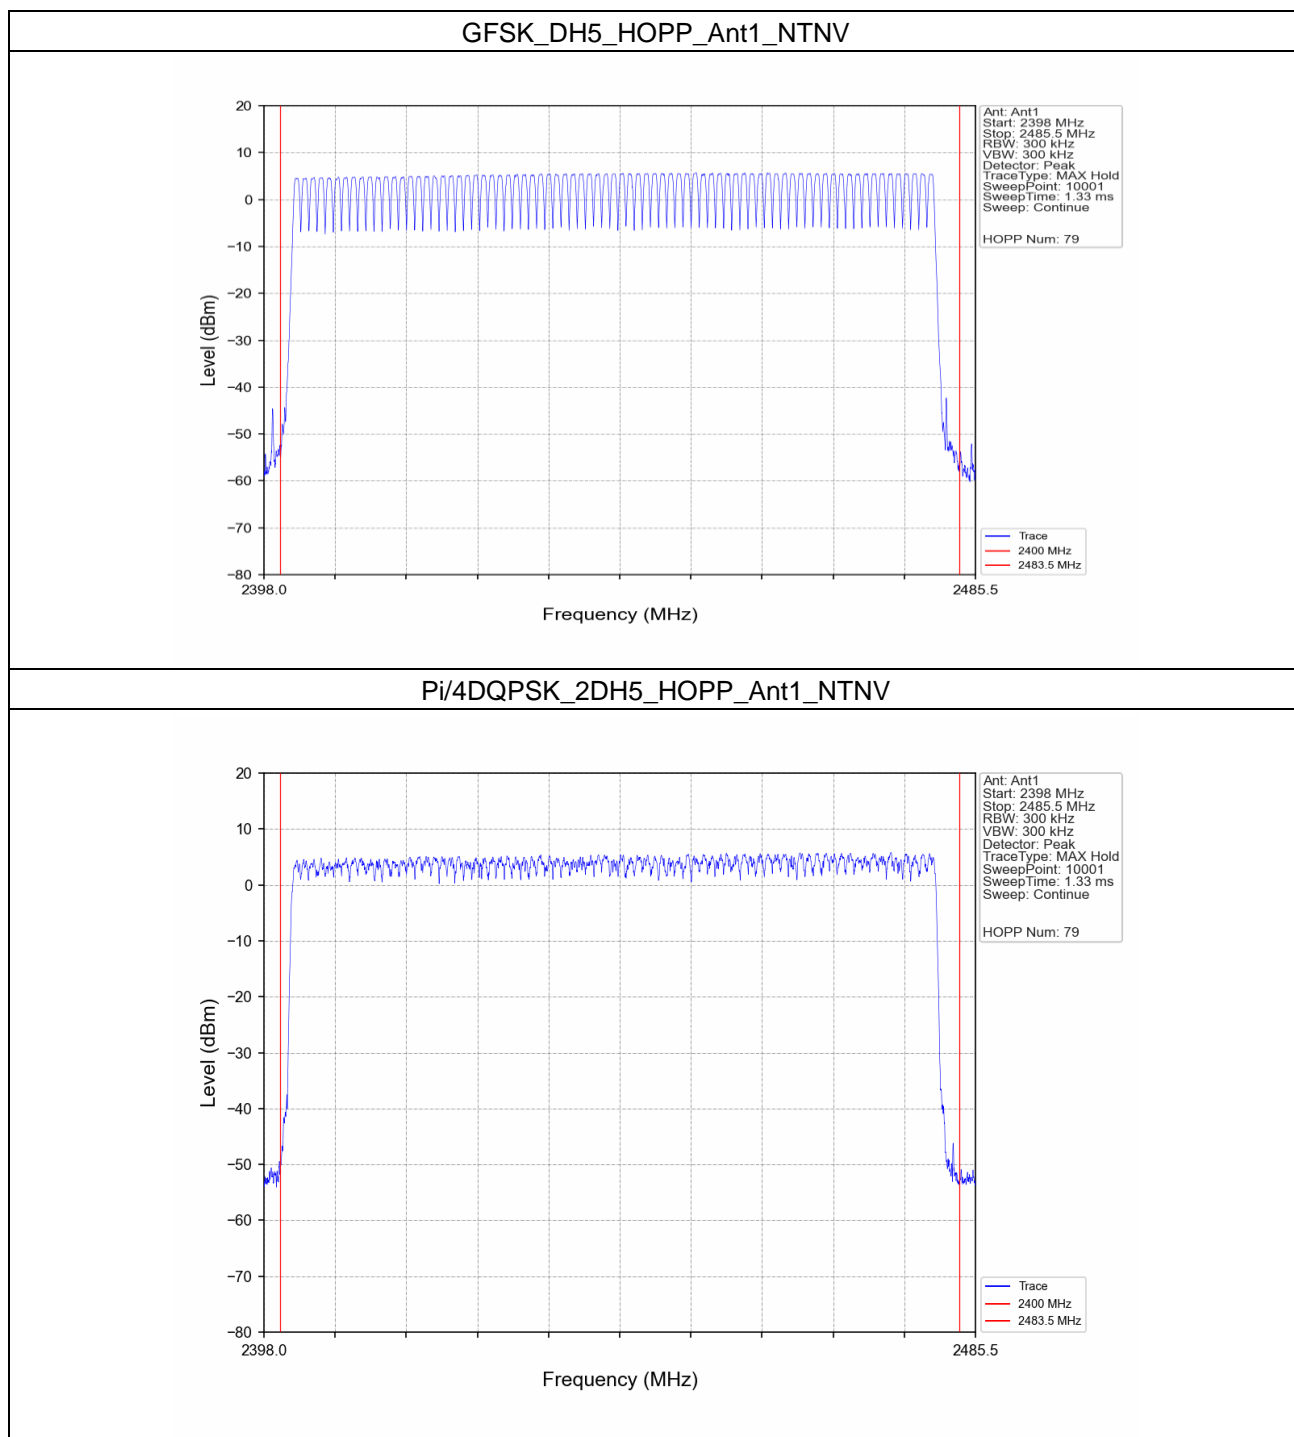 GFSK_DH5_HOPP_Ant1_NTNV
20
10
0
−10
−20
−30
−40
−50
−60
−70
−80
Level (dBm)
2398.0
2485.5
Frequency (MHz)
Ant: Ant1
Start: 2398 MHz
Stop: 2485.5 MHz
RBW: 300 kHz
VBW: 300 kHz
Detector: Peak
TraceType: MAX Hold
SweepPoint: 10001
SweepTime: 1.33 ms
Sweep: Continue
HOPP Num: 79
Trace
2400 MHz
2483.5 MHz
Pi/4DQPSK_2DH5_HOPP_Ant1_NTNV
20
10
0
−10
−20
−30
−40
−50
−60
−70
−80
Level (dBm)
2398.0
2485.5
Frequency (MHz)
Ant: Ant1
Start: 2398 MHz
Stop: 2485.5 MHz
RBW: 300 kHz
VBW: 300 kHz
Detector: Peak
TraceType: MAX Hold
SweepPoint: 10001
SweepTime: 1.33 ms
Sweep: Continue
HOPP Num: 79
Trace
2400 MHz
2483.5 MHz